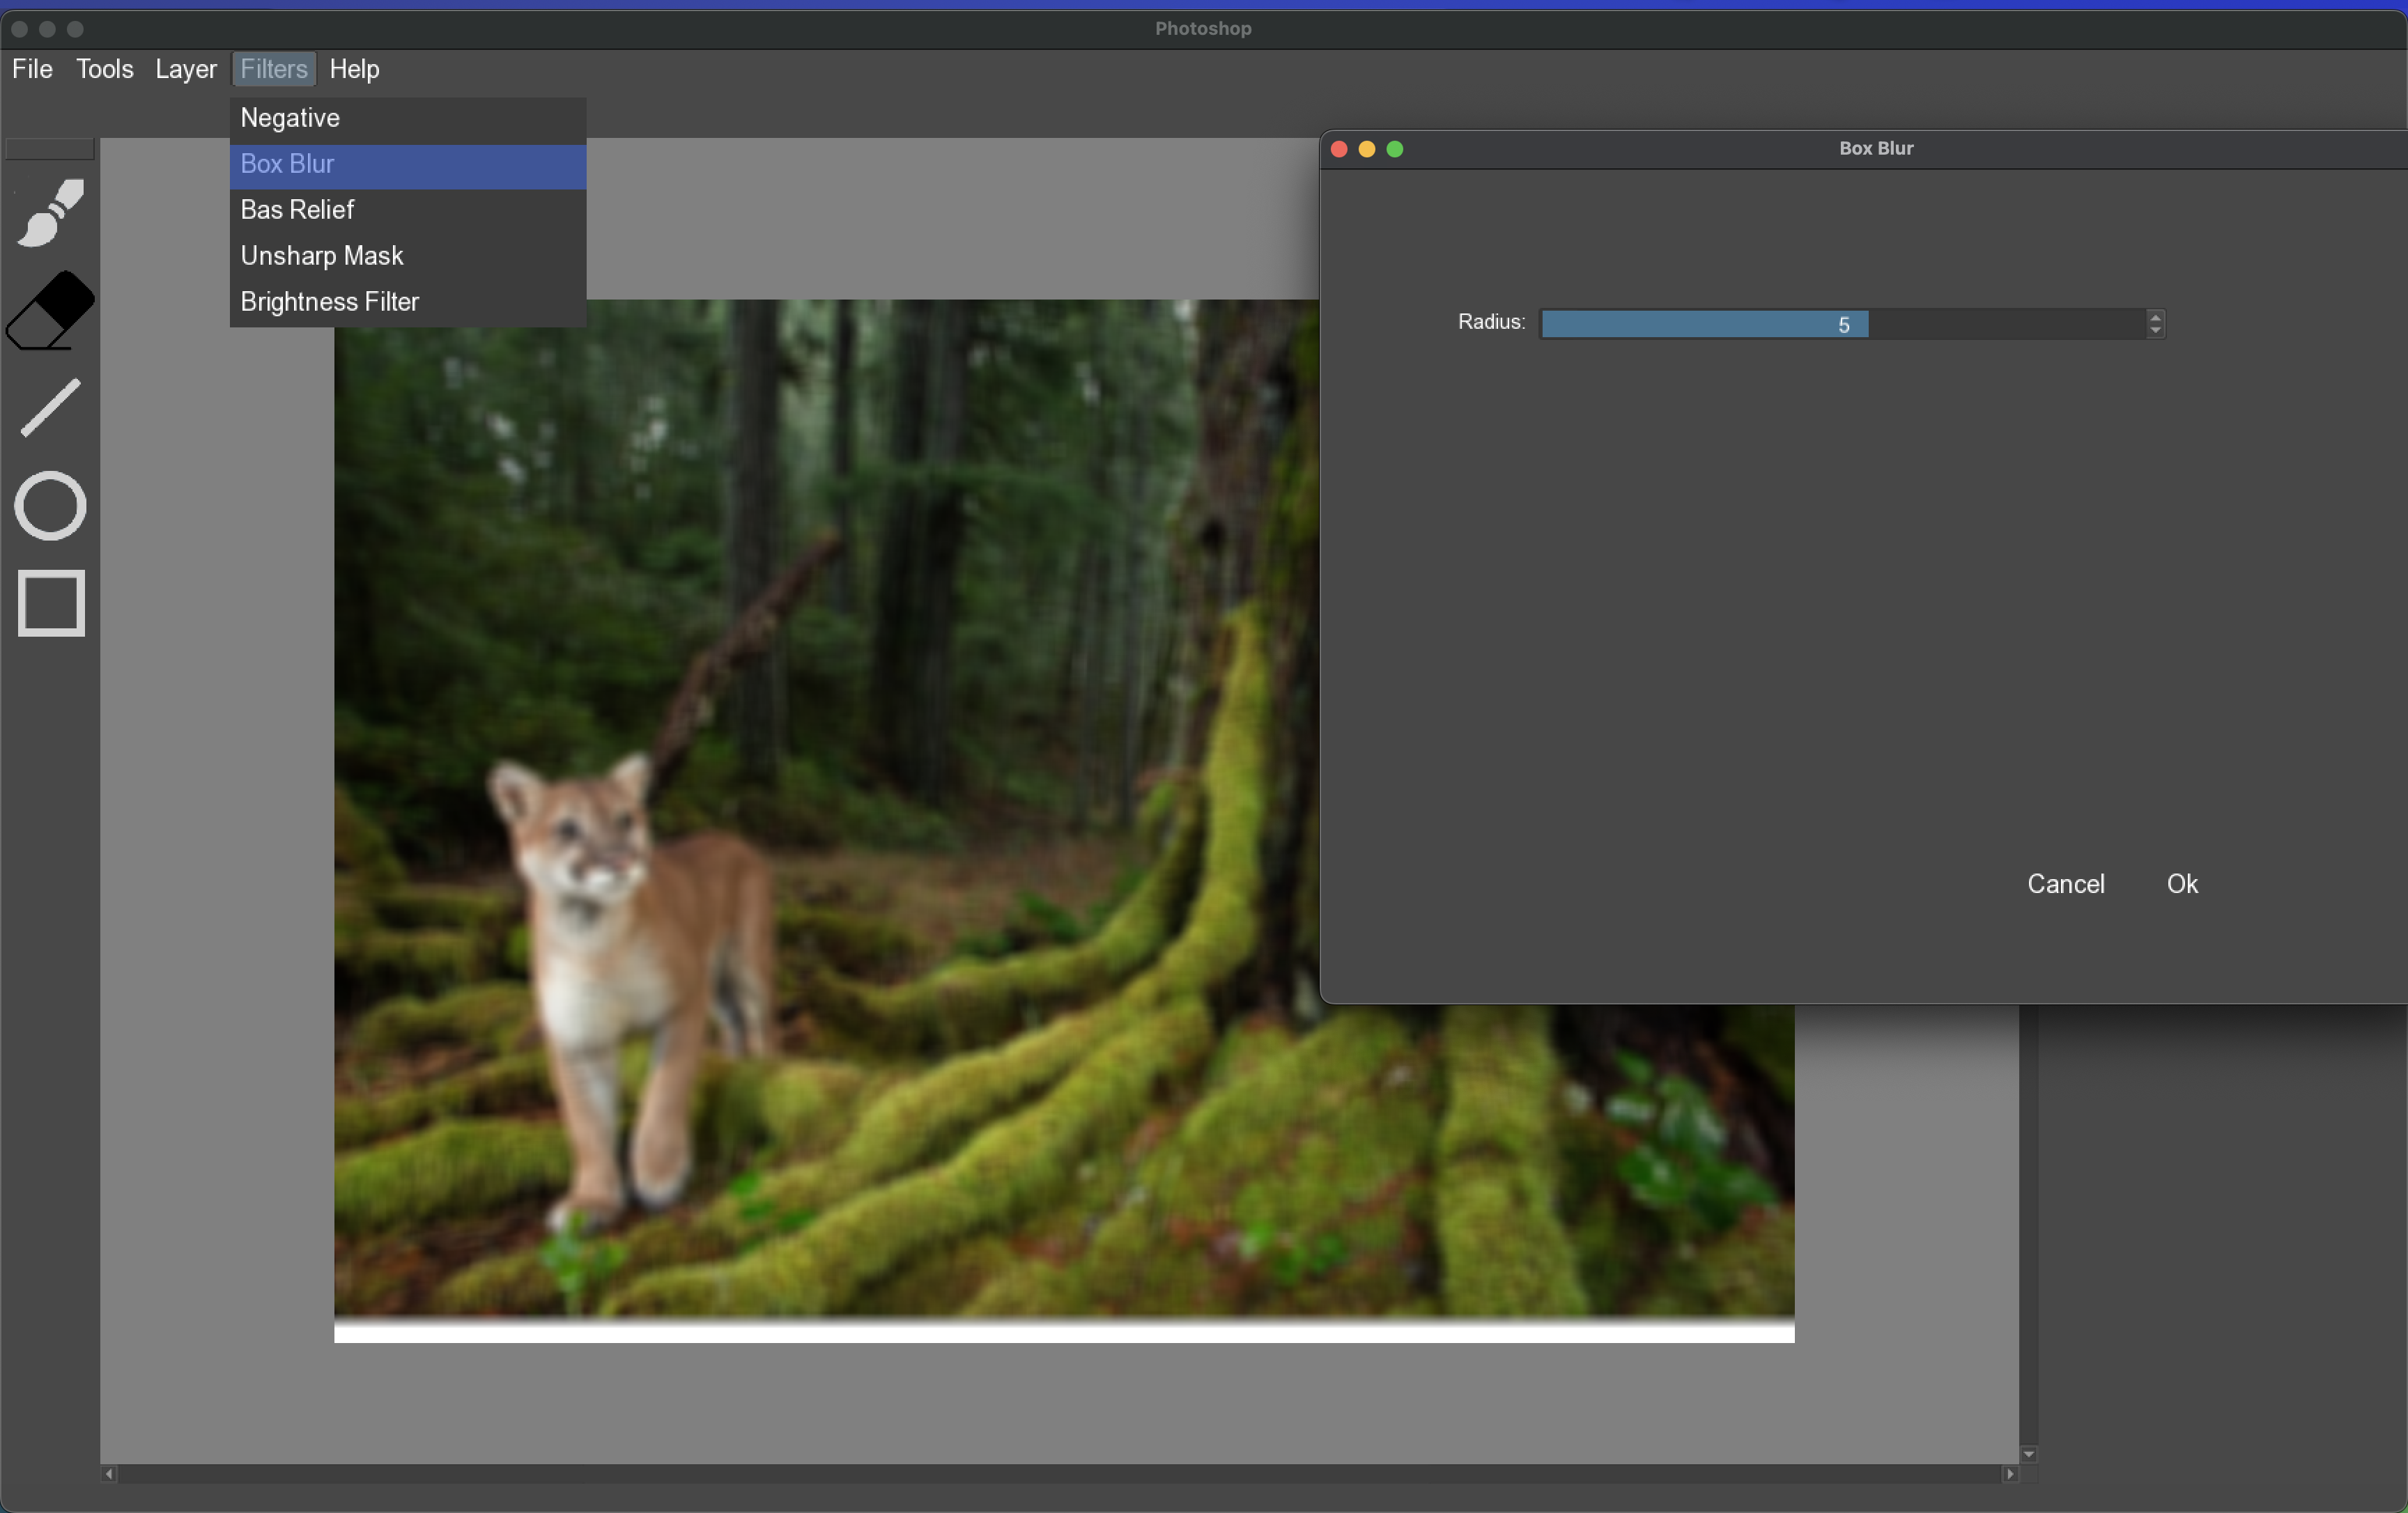 Photoshop
File Tools Layer Filters Help
Negative
Box Blur
Bas Relief
Unsharp Mask
Brightness Filter
Box Blur
Radius: 5
Cancel Ok